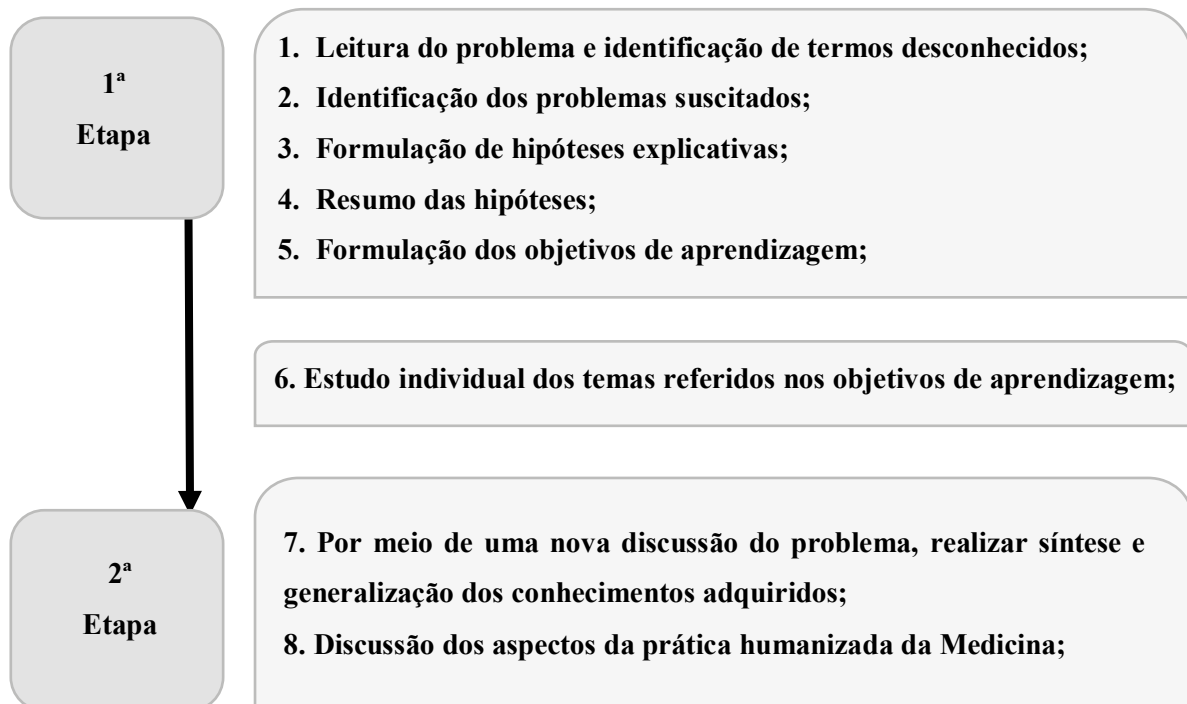 1ª
Etapa
1. Leitura do problema e identificação de termos desconhecidos;
2. Identificação dos problemas suscitados;
3. Formulação de hipóteses explicativas;
4. Resumo das hipóteses;
5. Formulação dos objetivos de aprendizagem;
6. Estudo individual dos temas referidos nos objetivos de aprendizagem;
2ª
Etapa
7. Por meio de uma nova discussão do problema, realizar síntese e
generalização dos conhecimentos adquiridos;
8. Discussão dos aspectos da prática humanizada da Medicina;